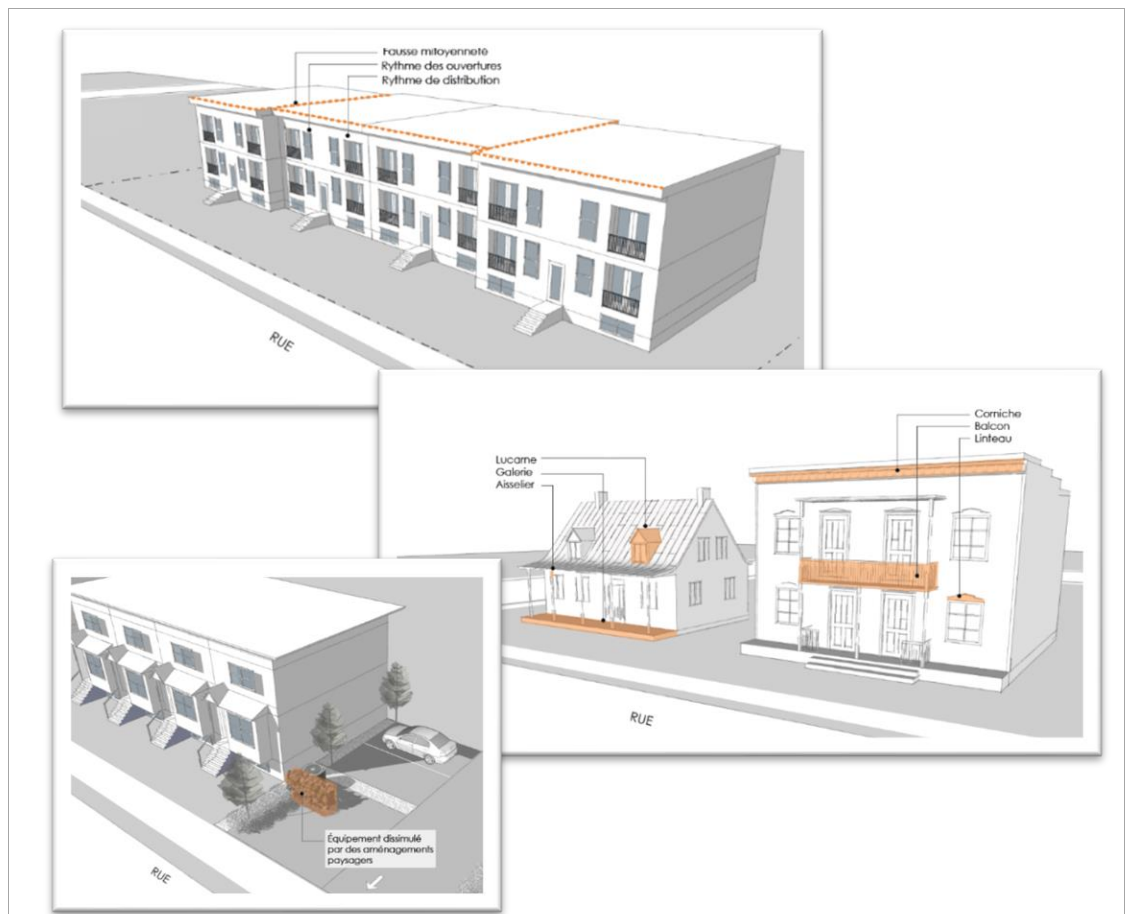 Fausse mitoyenneté
Rythme des ouvertures
Rythme de distribution
RUE
Corniche
Balcon
Linteau
Lucarne
Galerie
Aisselier
RUE
Équipement dissimulé
par des aménagements
paysagers
RUE